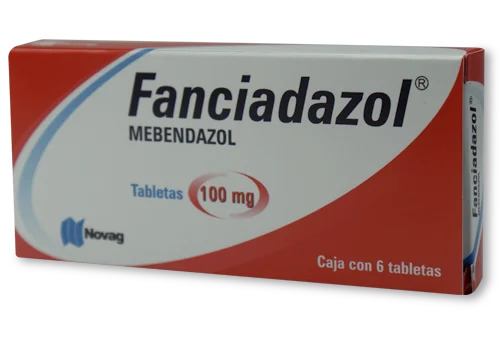 Fanciadazol®
MEBENDAZOL
Tabletas 100 mg
Novag
Caja con 6 tabletas
Fanciadazol®